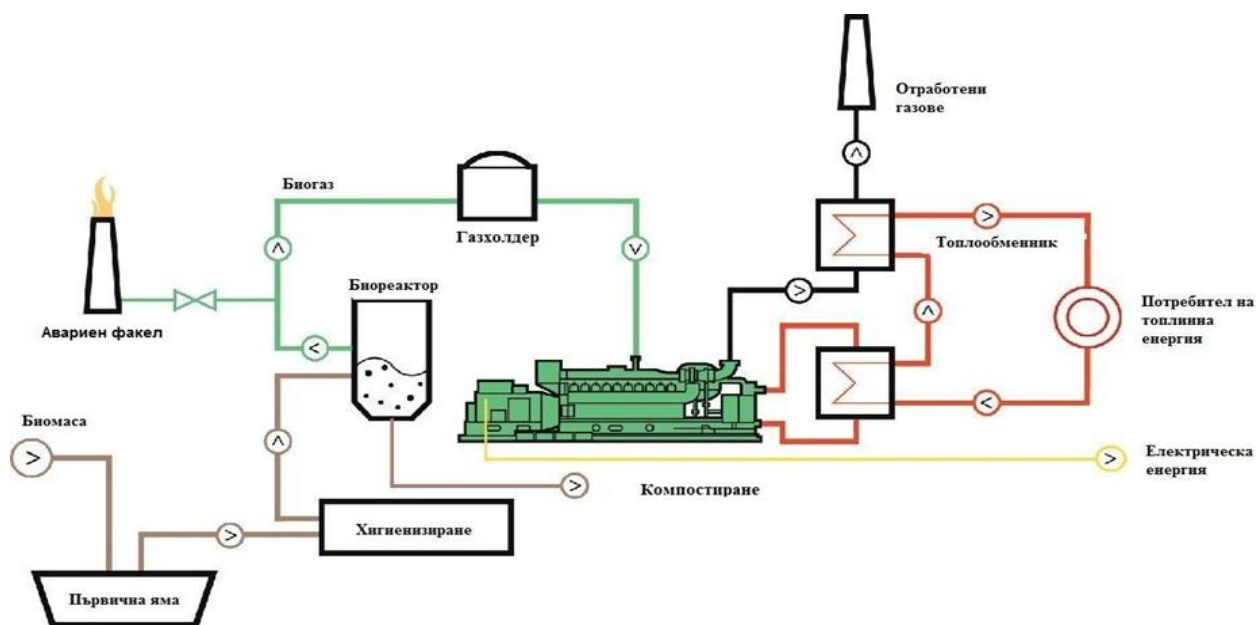 Отработени
газове
Биогаз
Газхолдер
Топлообменник
Биореактор
Авариен факел
Потребител на
топлинна
енергия
Биомаса
Електрическа
енергия
Компостиране
Хигиенизиране
Първична яма